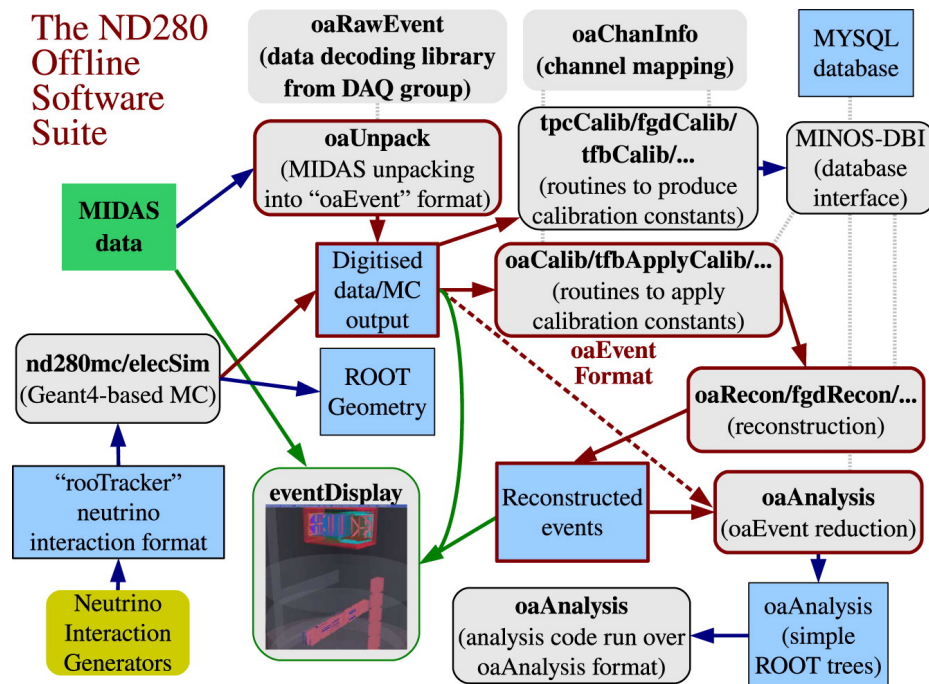 The ND280
Offline
Software
Suite
oaRawEvent
(data decoding library
from DAQ group)
oaChanInfo
(channel mapping)
MYSQL
database
oaUnpack
(MIDAS unpacking
into “oaEvent” format)
tpcCalib/fgdCalib/
tfbCalib/...
(routines to produce
calibration constants)
MINOS-DBI
(database
interface)
MIDAS
data
Digitised
data/MC
output
oaCalib/tfbApplyCalib/...
(routines to apply
calibration constants)
oaEvent
Format
nd280mc/elecSim
(Geant4-based MC)
ROOT
Geometry
oaRecon/fgdRecon/...
(reconstruction)
“rooTracker”
neutrino
interaction format
eventDisplay
Reconstructed
events
oaAnalysis
(oaEvent reduction)
Neutrino
Interaction
Generators
oaAnalysis
(analysis code run over
oaAnalysis format)
oaAnalysis
(simple
ROOT trees)